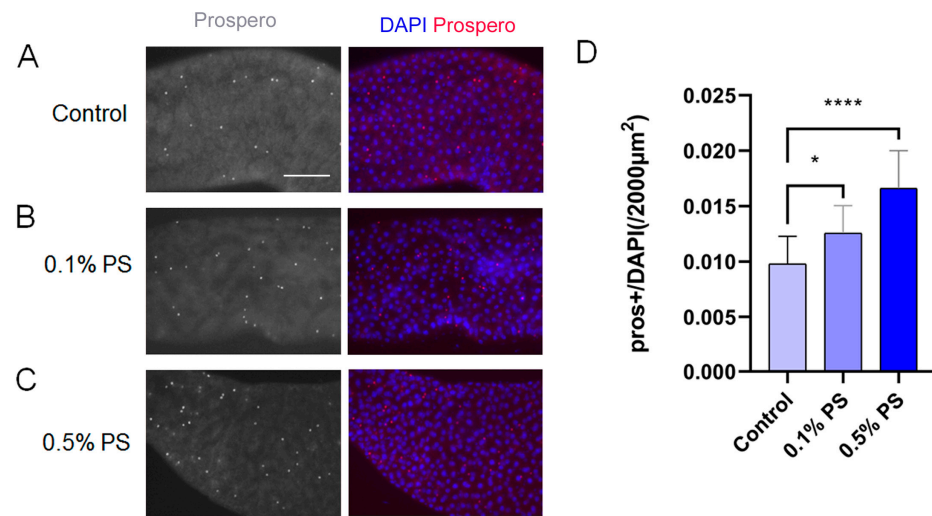 Prospero
DAPI Prospero
A
Control
B
0.1% PS
C
0.5% PS
D
pros+/DAPI(/2000µm²)
0.025
0.020
0.015
0.010
0.005
0.000
****
*
Control
0.1% PS
0.5% PS